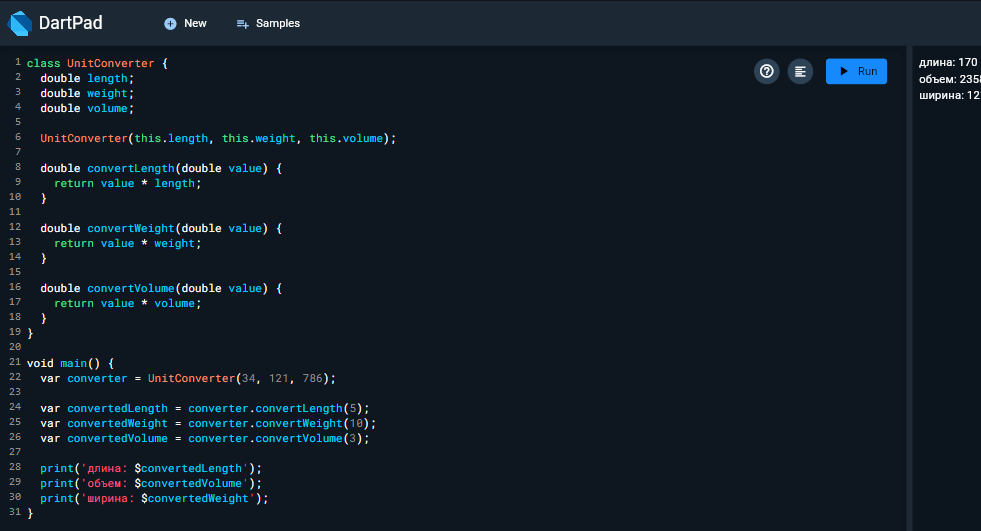 DartPad
New
Samples
Run
1 class UnitConverter {
2 double length;
3 double weight;
4 double volume;
5
6 UnitConverter(this.length, this.weight, this.volume);
7
8 double convertLength(double value) {
9 return value * length;
10 }
11
12 double convertWeight(double value) {
13 return value * weight;
14 }
15
16 double convertVolume(double value) {
17 return value * volume;
18 }
19 }
20
21 void main() {
22 var converter = UnitConverter(34, 121, 786);
23
24 var convertedLength = converter.convertLength(5);
25 var convertedWeight = converter.convertWeight(10);
26 var convertedVolume = converter.convertVolume(3);
27
28 print('длина: $convertedLength');
29 print('объем: $convertedVolume');
30 print('ширина: $convertedWeight');
31 }
длина: 170
объем: 2358
ширина: